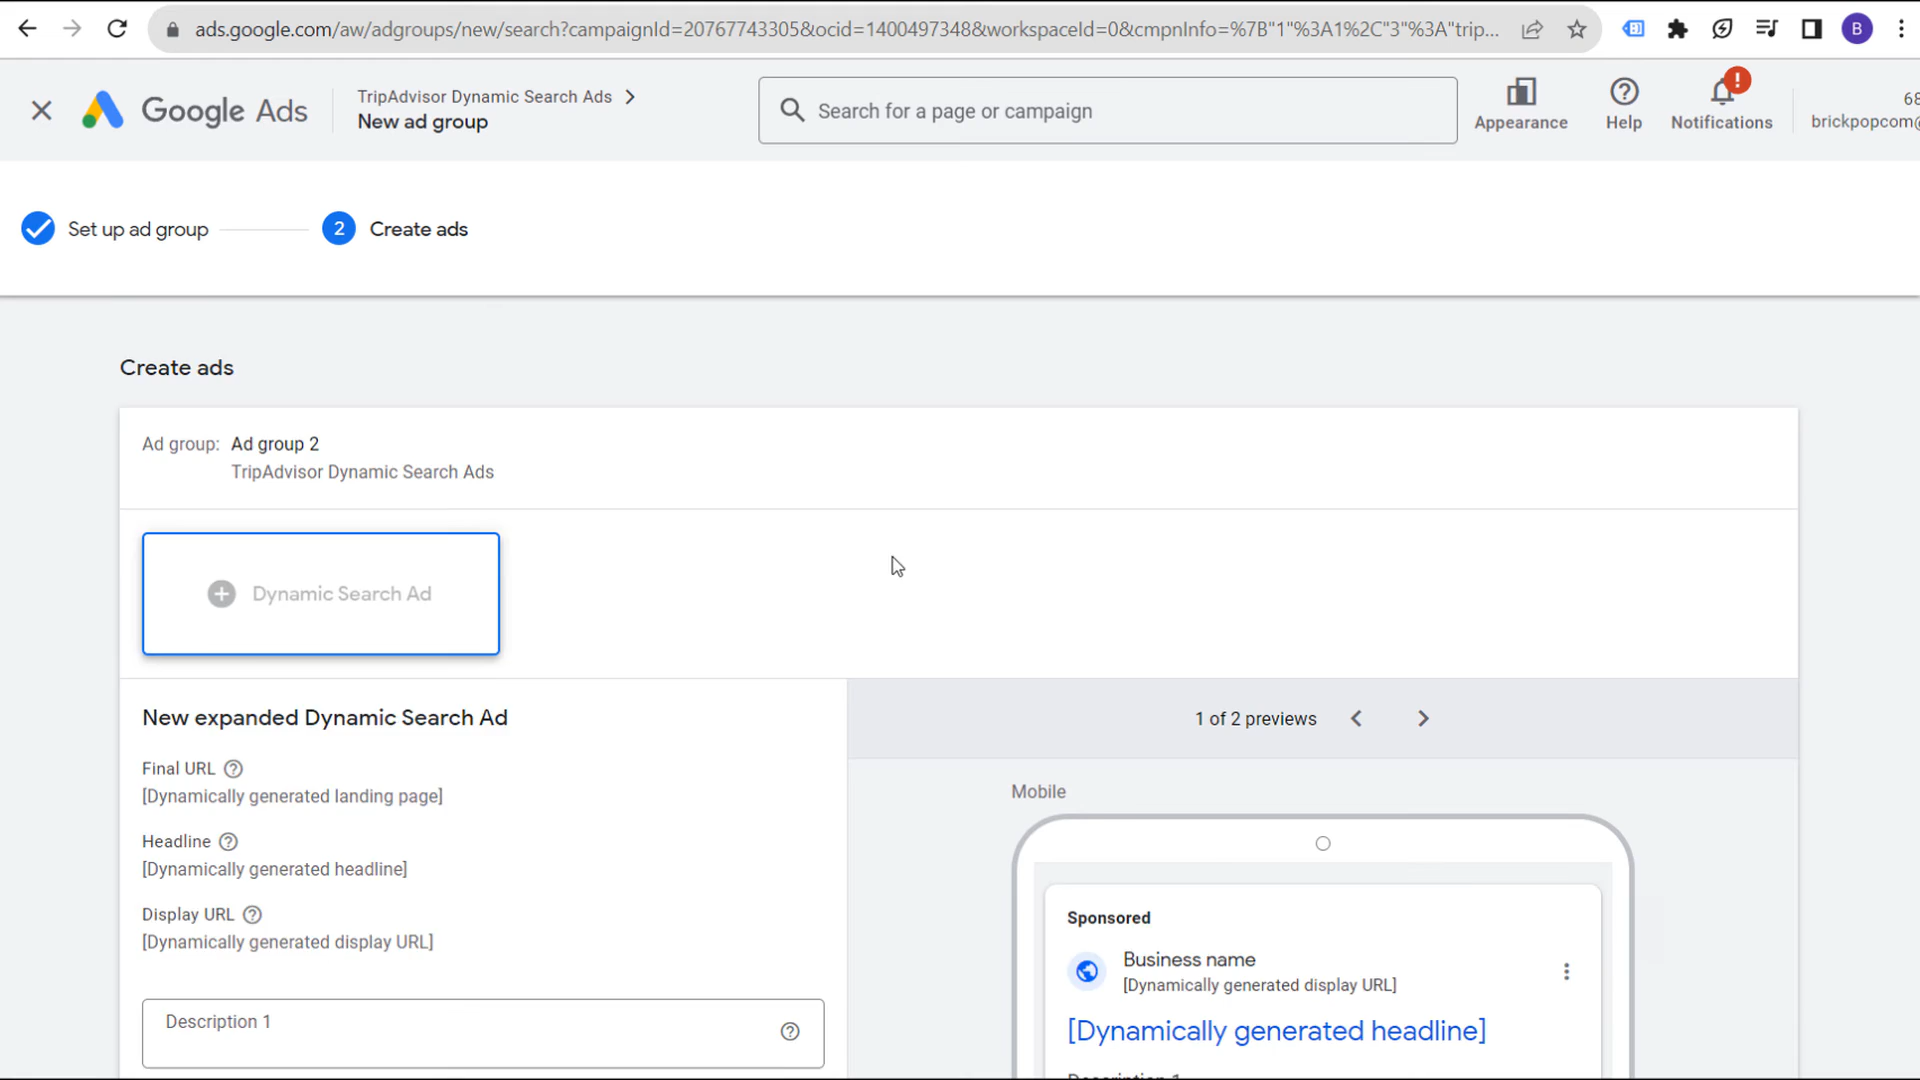 ads.google.com/aw/adgroups/new/search?campaignId=20767743305&ocid=1400497348&workspaceId=0&cmpnInfo=%7B"1"%3A1%2C"3"%3A"trip...
B
Google Ads
TripAdvisor Dynamic Search Ads
New ad group
Search for a page or campaign
Appearance
Help
!
Notifications
68
brickpopcom@
Set up ad group
2
Create ads
Create ads
Ad group: Ad group 2
TripAdvisor Dynamic Search Ads
Dynamic Search Ad
New expanded Dynamic Search Ad
Final URL
[Dynamically generated landing page]
Headline
[Dynamically generated headline]
Display URL
[Dynamically generated display URL]
Description 1
1 of 2 previews
Mobile
Sponsored
Business name
[Dynamically generated display URL]
[Dynamically generated headline]
Description 1